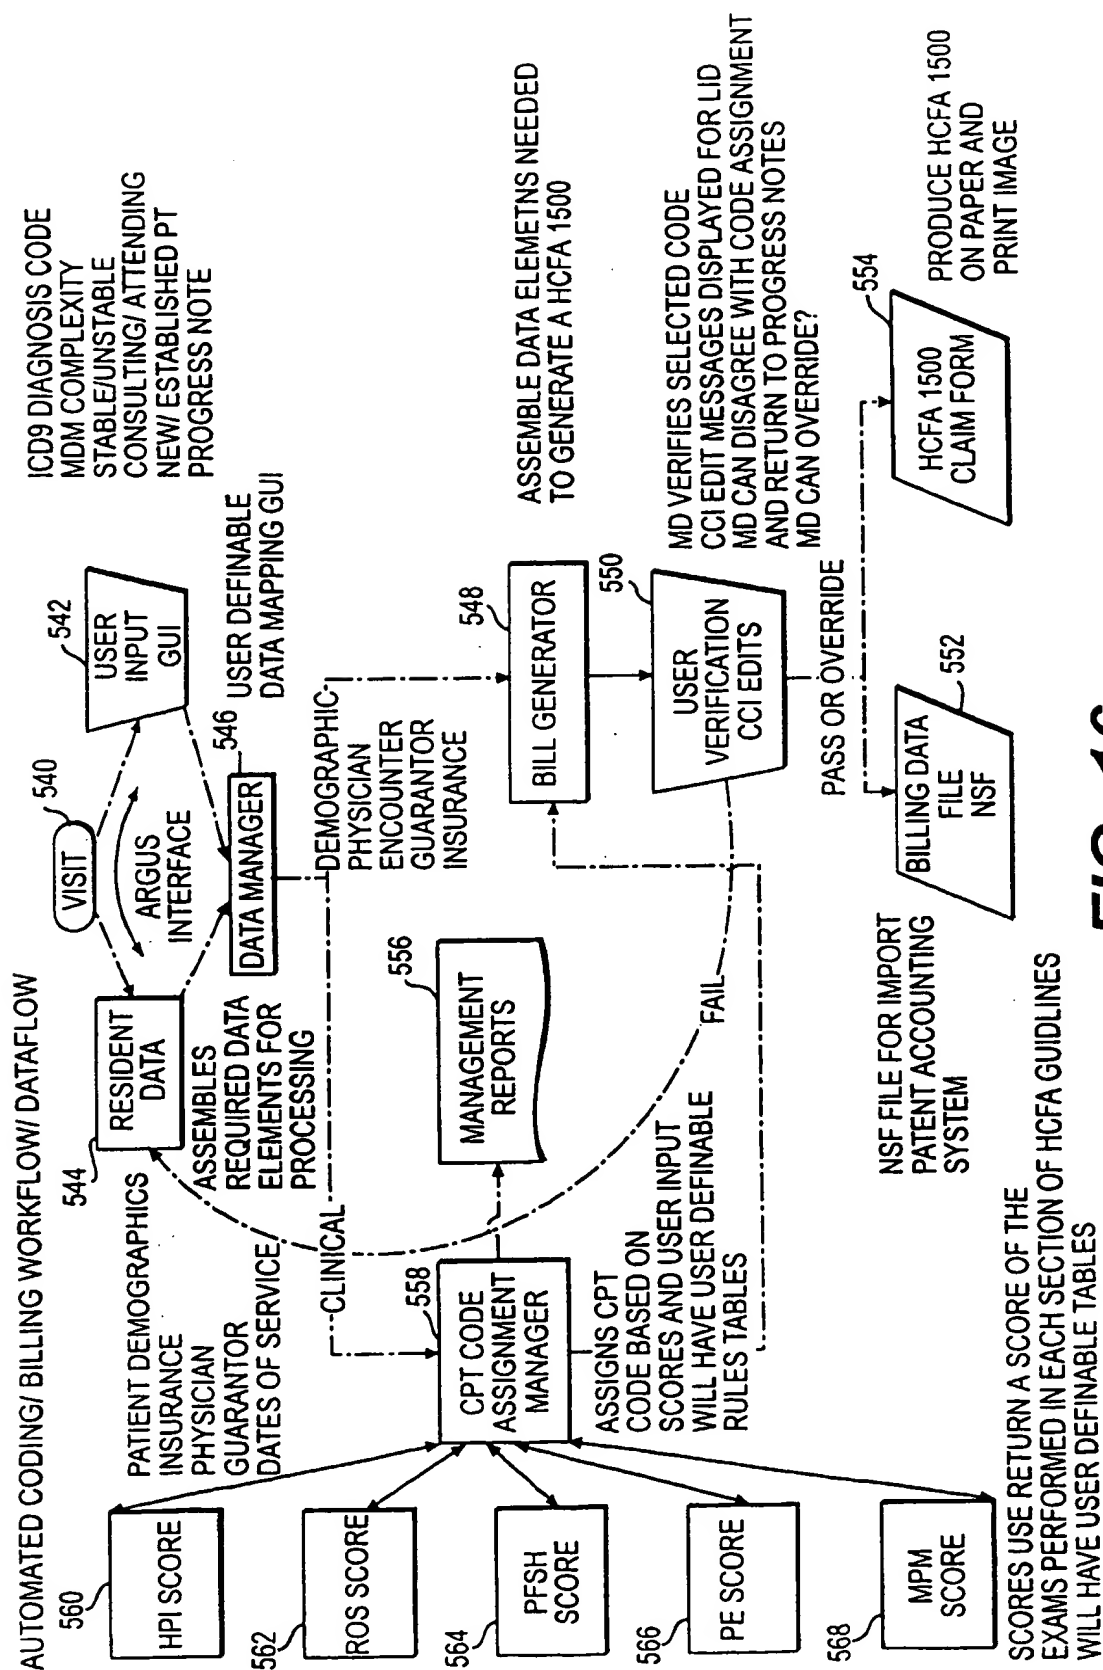 AUTOMATED CODING/ BILLING WORKFLOW/ DATAFLOW
540
VISIT
ARGUS
INTERFACE
542
USER
INPUT
GUI
ICD9 DIAGNOSIS CODE
MDM COMPLEXITY
STABLE/UNSTABLE
CONSULTING/ ATTENDING
NEW/ ESTABLISHED PT
PROGRESS NOTE
544
RESIDENT
DATA
PATIENT DEMOGRAPHICS
INSURANCE
PHYSICIAN
GUARANTOR
DATES OF SERVICE
ASSEMBLES
REQUIRED DATA
ELEMENTS FOR
PROCESSING
546
DATA MANAGER
USER DEFINABLE
DATA MAPPING GUI
CLINICAL
DEMOGRAPHIC
PHYSICIAN
ENCOUNTER
GUARANTOR
INSURANCE
560
HPI SCORE
562
ROS SCORE
564
PFSH
SCORE
566
PE SCORE
568
MPM
SCORE
558
CPT CODE
ASSIGNMENT
MANAGER
556
MANAGEMENT
REPORTS
ASSIGNS CPT
CODE BASED ON
SCORES AND USER INPUT
WILL HAVE USER DEFINABLE
RULES TABLES
FAIL
548
BILL GENERATOR
ASSEMBLE DATA ELEMETNS NEEDED
TO GENERATE A HCFA 1500
550
USER
VERIFICATION
CCI EDITS
MD VERIFIES SELECTED CODE
CCI EDIT MESSAGES DISPLAYED FOR LID
MD CAN DISAGREE WITH CODE ASSIGNMENT
AND RETURN TO PROGRESS NOTES
MD CAN OVERRIDE?
PASS OR OVERRIDE
552
BILLING DATA
FILE
NSF
NSF FILE FOR IMPORT
PATENT ACCOUNTING
SYSTEM
554
HCFA 1500
CLAIM FORM
PRODUCE HCFA 1500
ON PAPER AND
PRINT IMAGE
SCORES USE RETURN A SCORE OF THE
EXAMS PERFORMED IN EACH SECTION OF HCFA GUIDLINES
WILL HAVE USER DEFINABLE TABLES